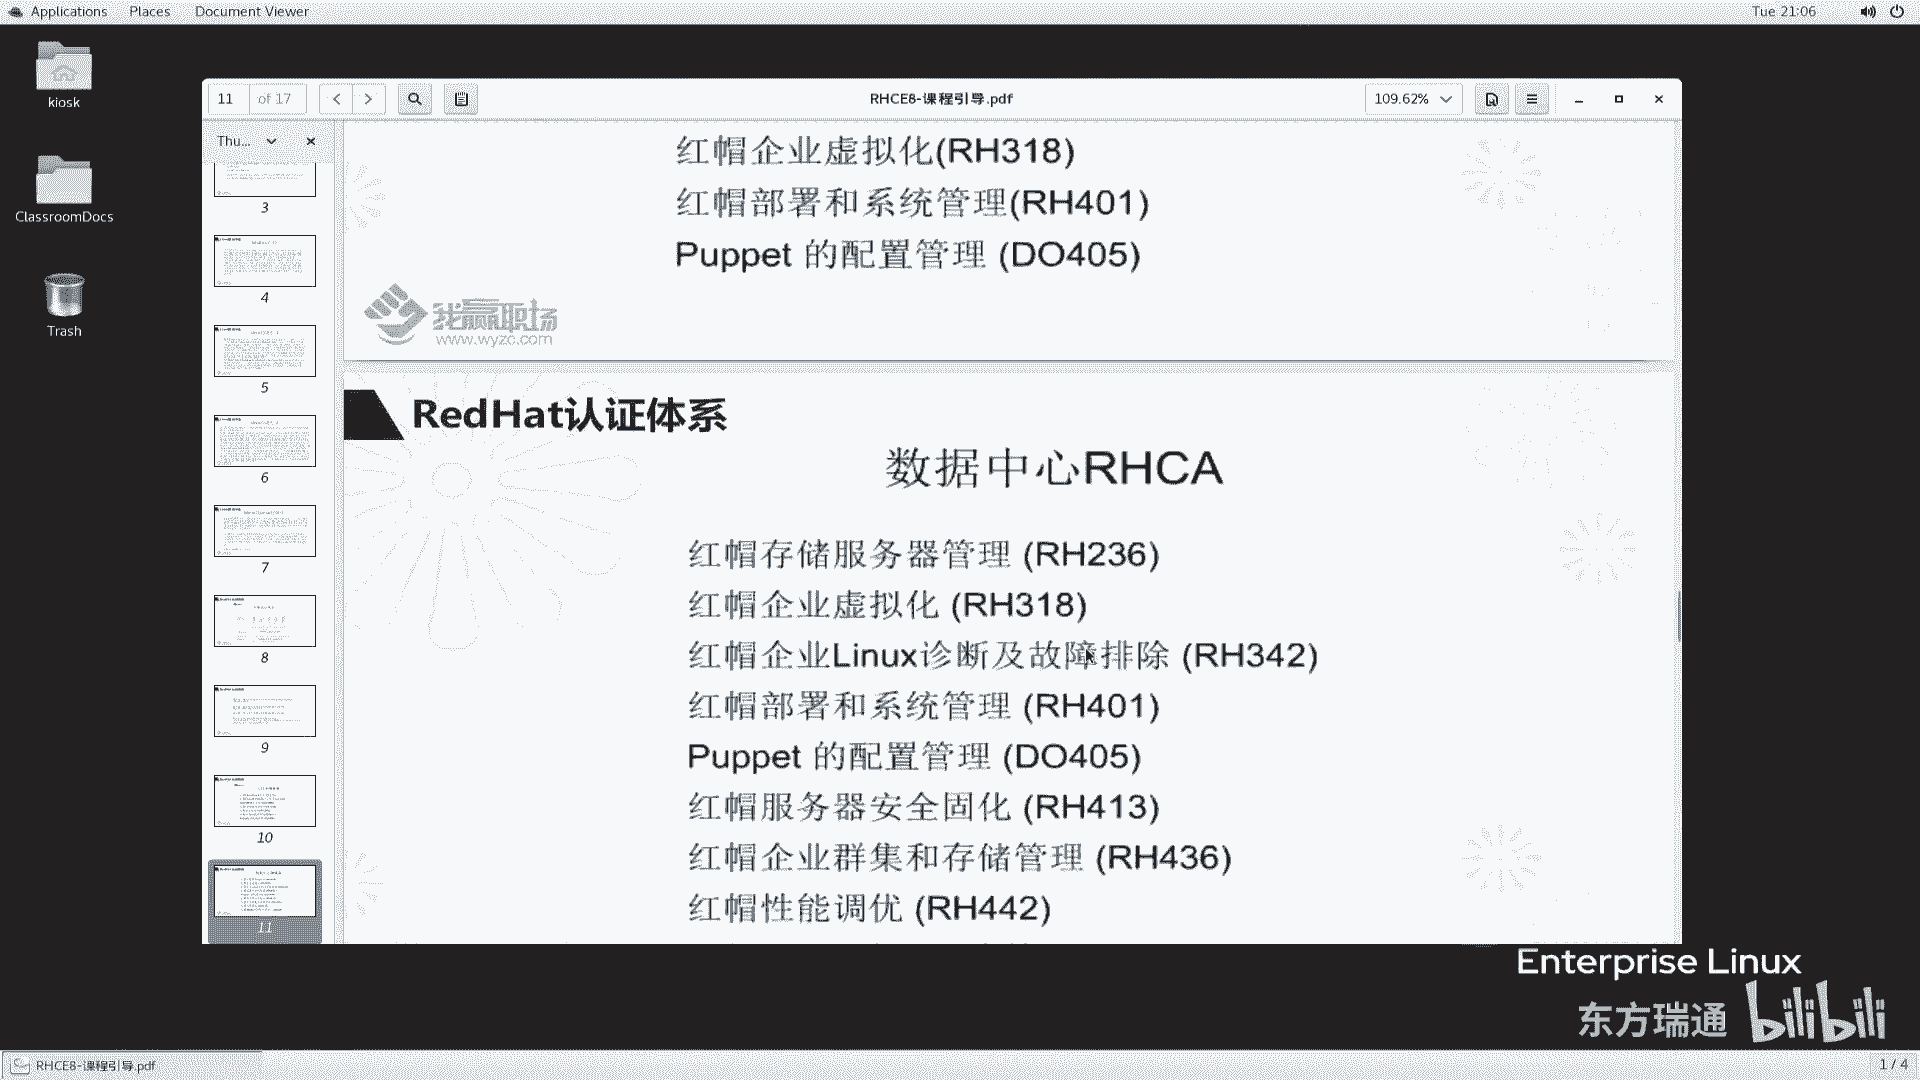 Applications Places Document Viewer Tue 21:06
kiosk
ClassroomDocs
Trash
11 of 17 RHCE8-课程引导.pdf 109.62%
Thu...
3
4
5
6
7
8
9
10
11
红帽企业虚拟化(RH318)
红帽部署和系统管理(RH401)
Puppet 的配置管理 (DO405)
我赢职场
www.wyzc.com
RedHat认证体系
数据中心RHCA
红帽存储服务器管理 (RH236)
红帽企业虚拟化 (RH318)
红帽企业Linux诊断及故障排除 (RH342)
红帽部署和系统管理 (RH401)
Puppet 的配置管理 (DO405)
红帽服务器安全固化 (RH413)
红帽企业群集和存储管理 (RH436)
红帽性能调优 (RH442)
Enterprise Linux
东方瑞通 bilibili
RHCE8-课程引导.pdf 1 / 4